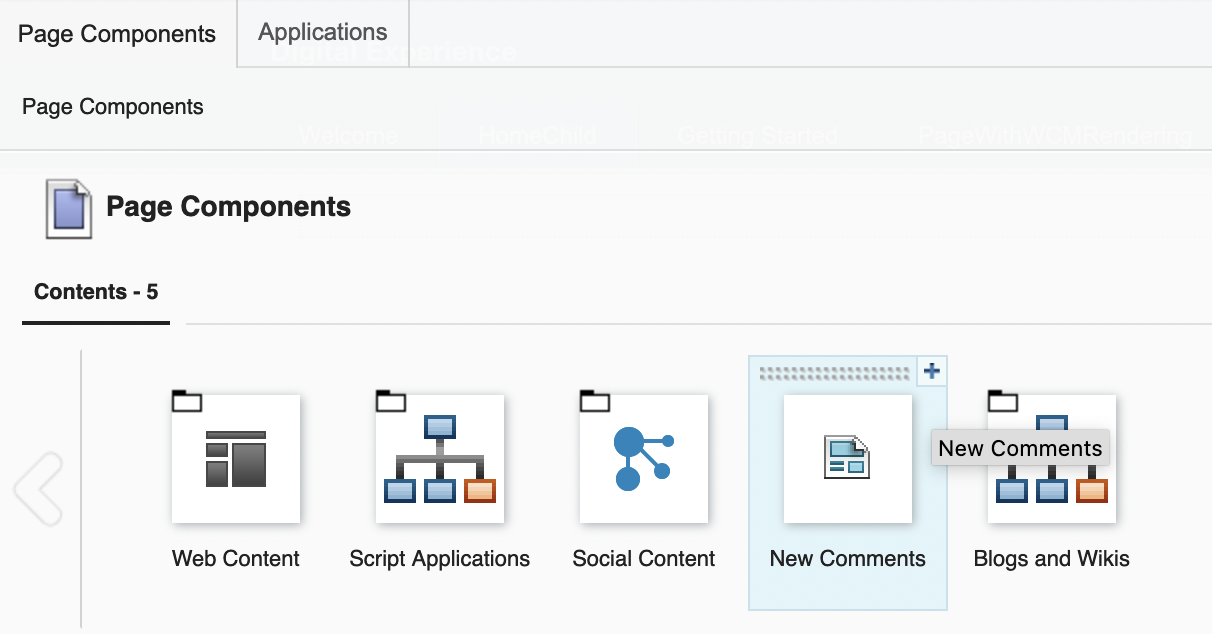 Page Components
Applications
Digital Experience
Page Components
Welcome
HomeChild
Getting Started
PageWithWCMRendering
Page Components
Contents - 5
New Comments
Web Content
Script Applications
Social Content
New Comments
Blogs and Wikis